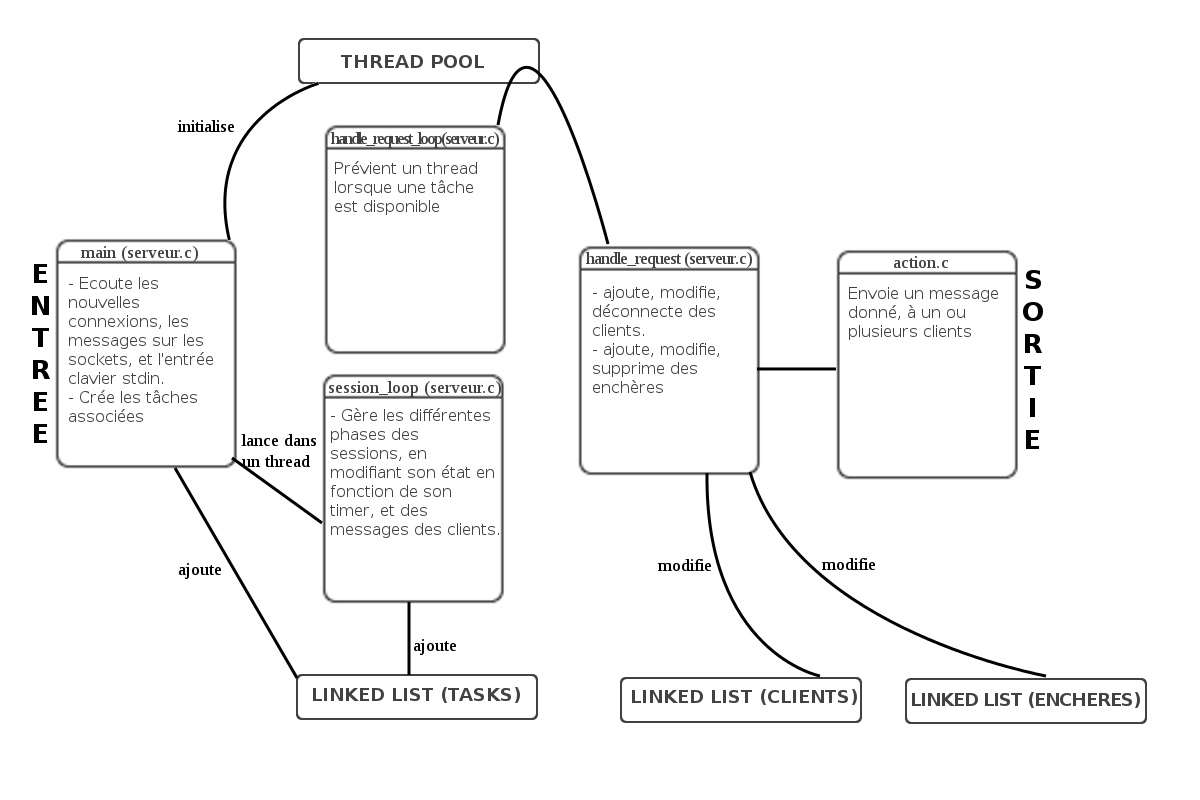 THREAD POOL
initialise
handle_request_loop(serveur.c)
Prévient un thread
lorsque une tâche
est disponible
ENTREE
main (serveur.c)
- Ecoute les
nouvelles
connexions, les
messages sur les
sockets, et l'entrée
clavier stdin.
- Crée les tâches
associées
handle_request (serveur.c)
- ajoute, modifie,
déconnecte des
clients.
- ajoute, modifie,
supprime des
enchères
action.c
Envoie un message
donné, à un ou
plusieurs clients
SORTIE
session_loop (serveur.c)
- Gère les différentes
phases des
sessions, en
modifiant son état en
fonction de son
timer, et des
messages des clients.
lance dans
un thread
ajoute
ajoute
modifie
modifie
LINKED LIST (TASKS)
LINKED LIST (CLIENTS)
LINKED LIST (ENCHERES)